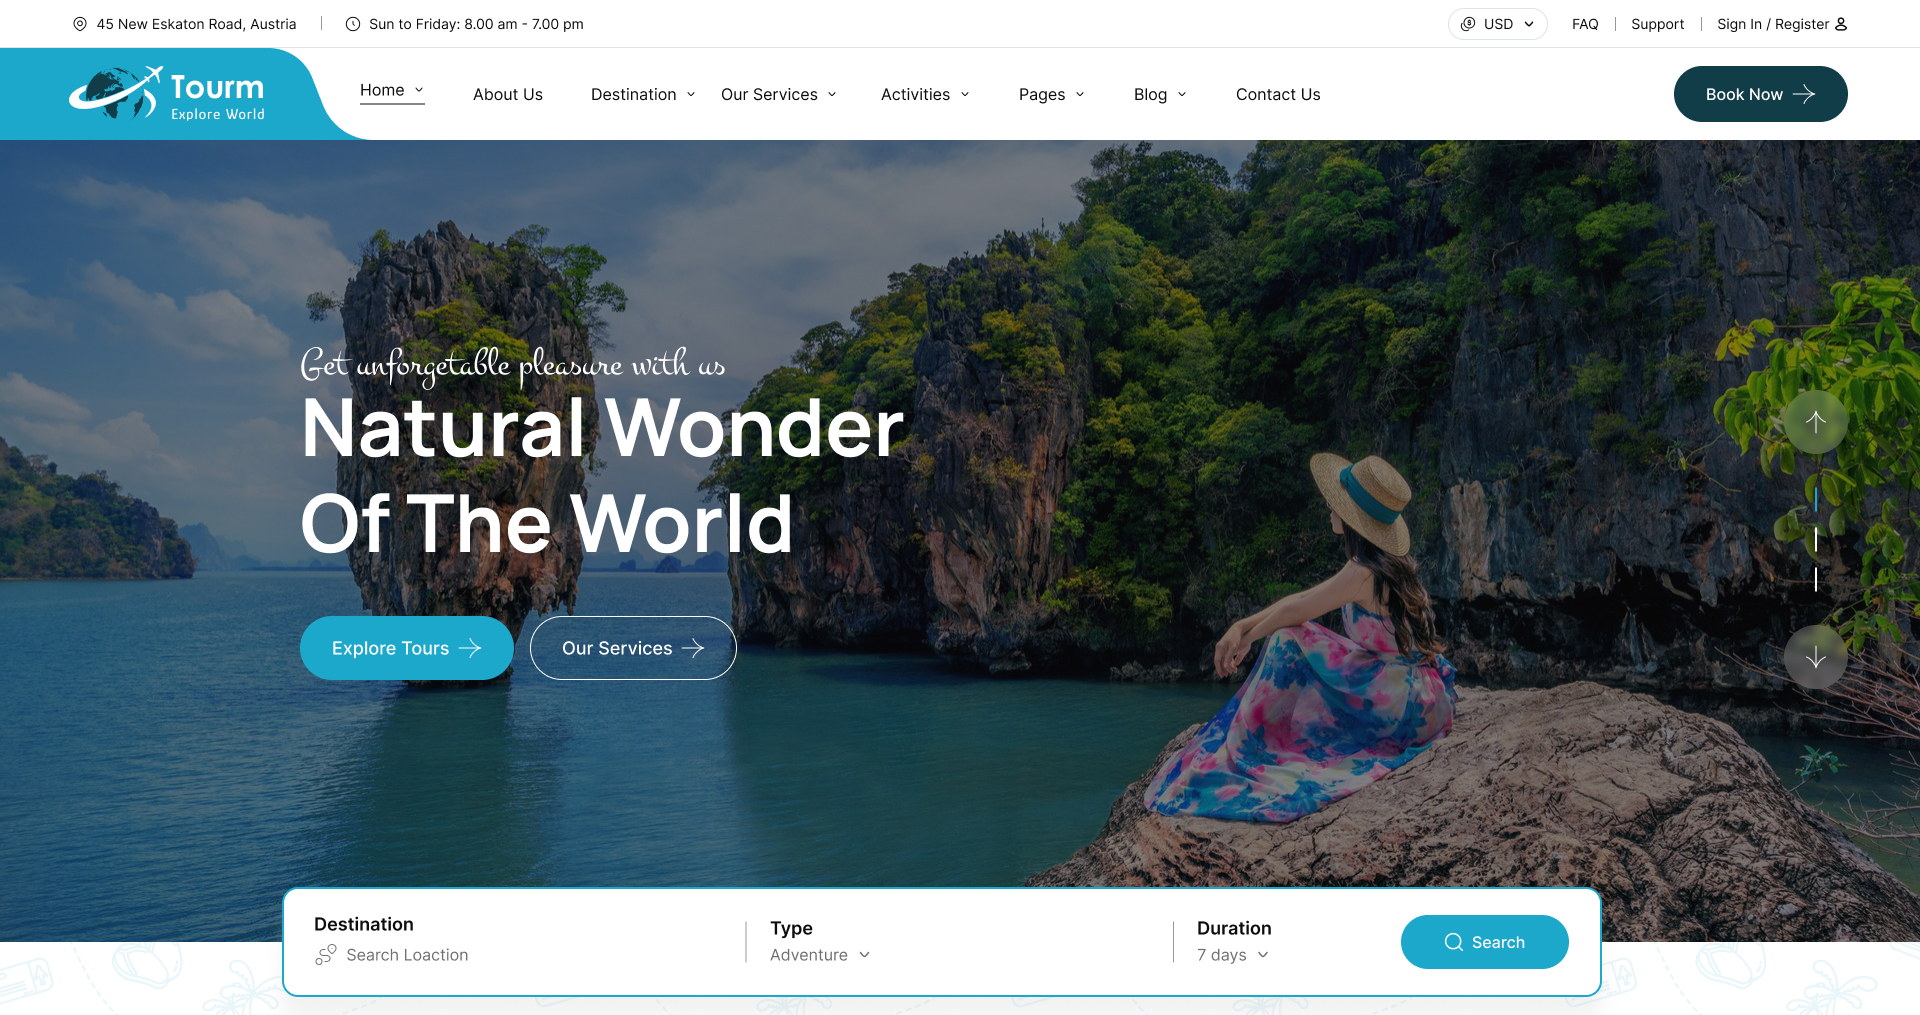 45 New Eskaton Road, Austria
Sun to Friday: 8.00 am - 7.00 pm
USD
FAQ
Support
Sign In / Register
Tourm
Explore World
Home
About Us
Destination
Our Services
Activities
Pages
Blog
Contact Us
Book Now
Get unforgetable pleasure with us
Natural Wonder
Of The World
Explore Tours
Our Services
Destination
Search Loaction
Type
Adventure
Duration
7 days
Search